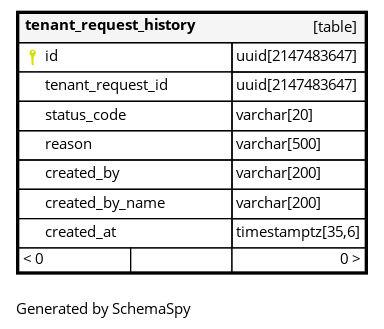 tenant_request_history [table]
id uuid[2147483647]
tenant_request_id uuid[2147483647]
status_code varchar[20]
reason varchar[500]
created_by varchar[200]
created_by_name varchar[200]
created_at timestamptz[35,6]
< 0 0 >
Generated by SchemaSpy